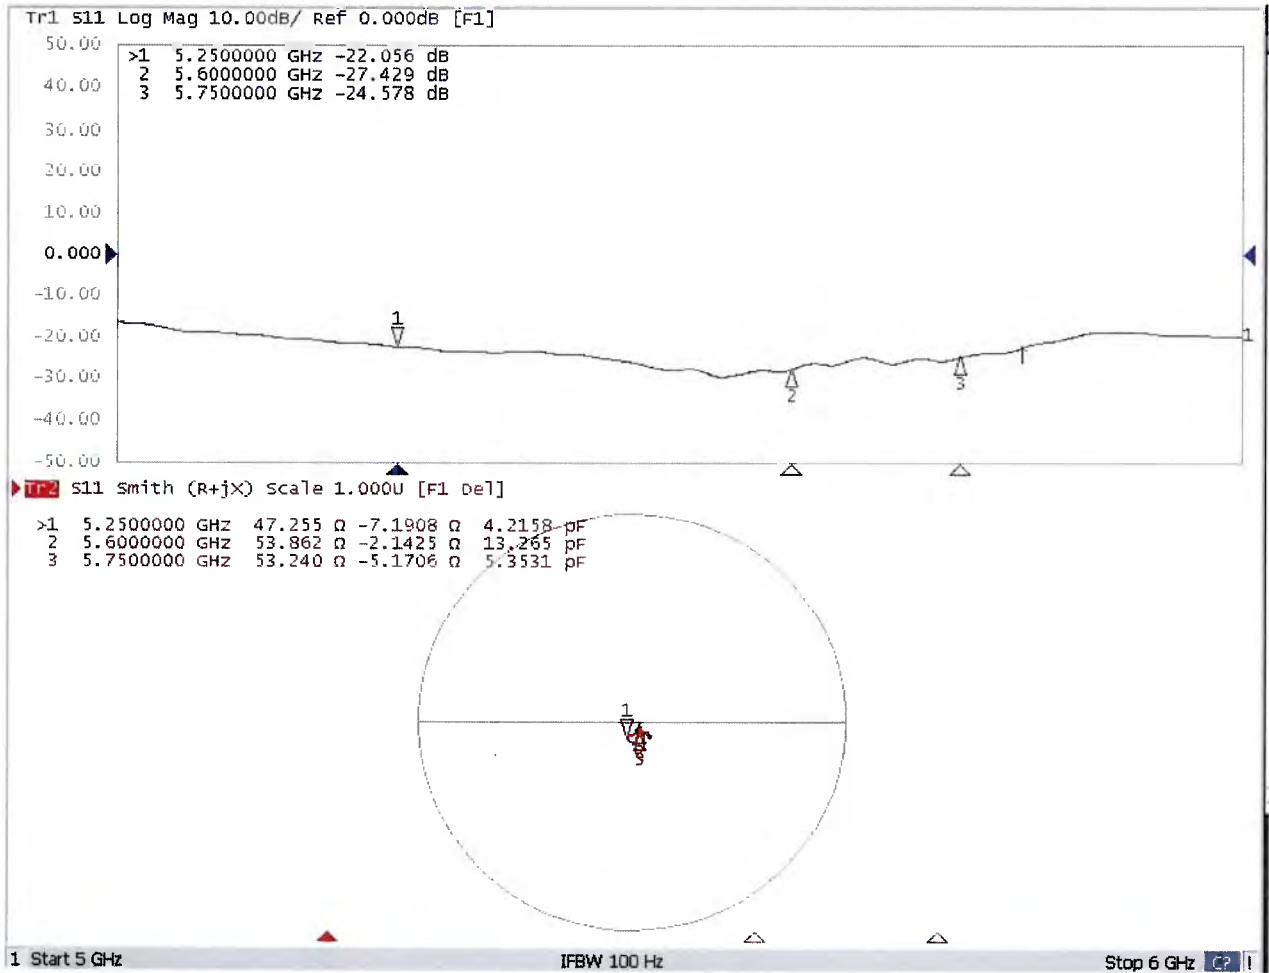 Tr1 S11 Log Mag 10.00dB/ Ref 0.000dB [F1]
50.00
>1 5.2500000 GHz -22.056 dB
2 5.6000000 GHz -27.429 dB
3 5.7500000 GHz -24.578 dB
40.00
30.00
20.00
10.00
0.000
-10.00
1
-20.00
1
-30.00
2
3
-40.00
-50.00
Tr2 S11 Smith (R+jX) Scale 1.000U [F1 Del]
>1 5.2500000 GHz 47.255 Ω -7.1908 Ω 4.2158 pF
2 5.6000000 GHz 53.862 Ω -2.1425 Ω 13.265 pF
3 5.7500000 GHz 53.240 Ω -5.1706 Ω 5.3531 pF
1
3
1 Start 5 GHz IFBW 100 Hz Stop 6 GHz C? !